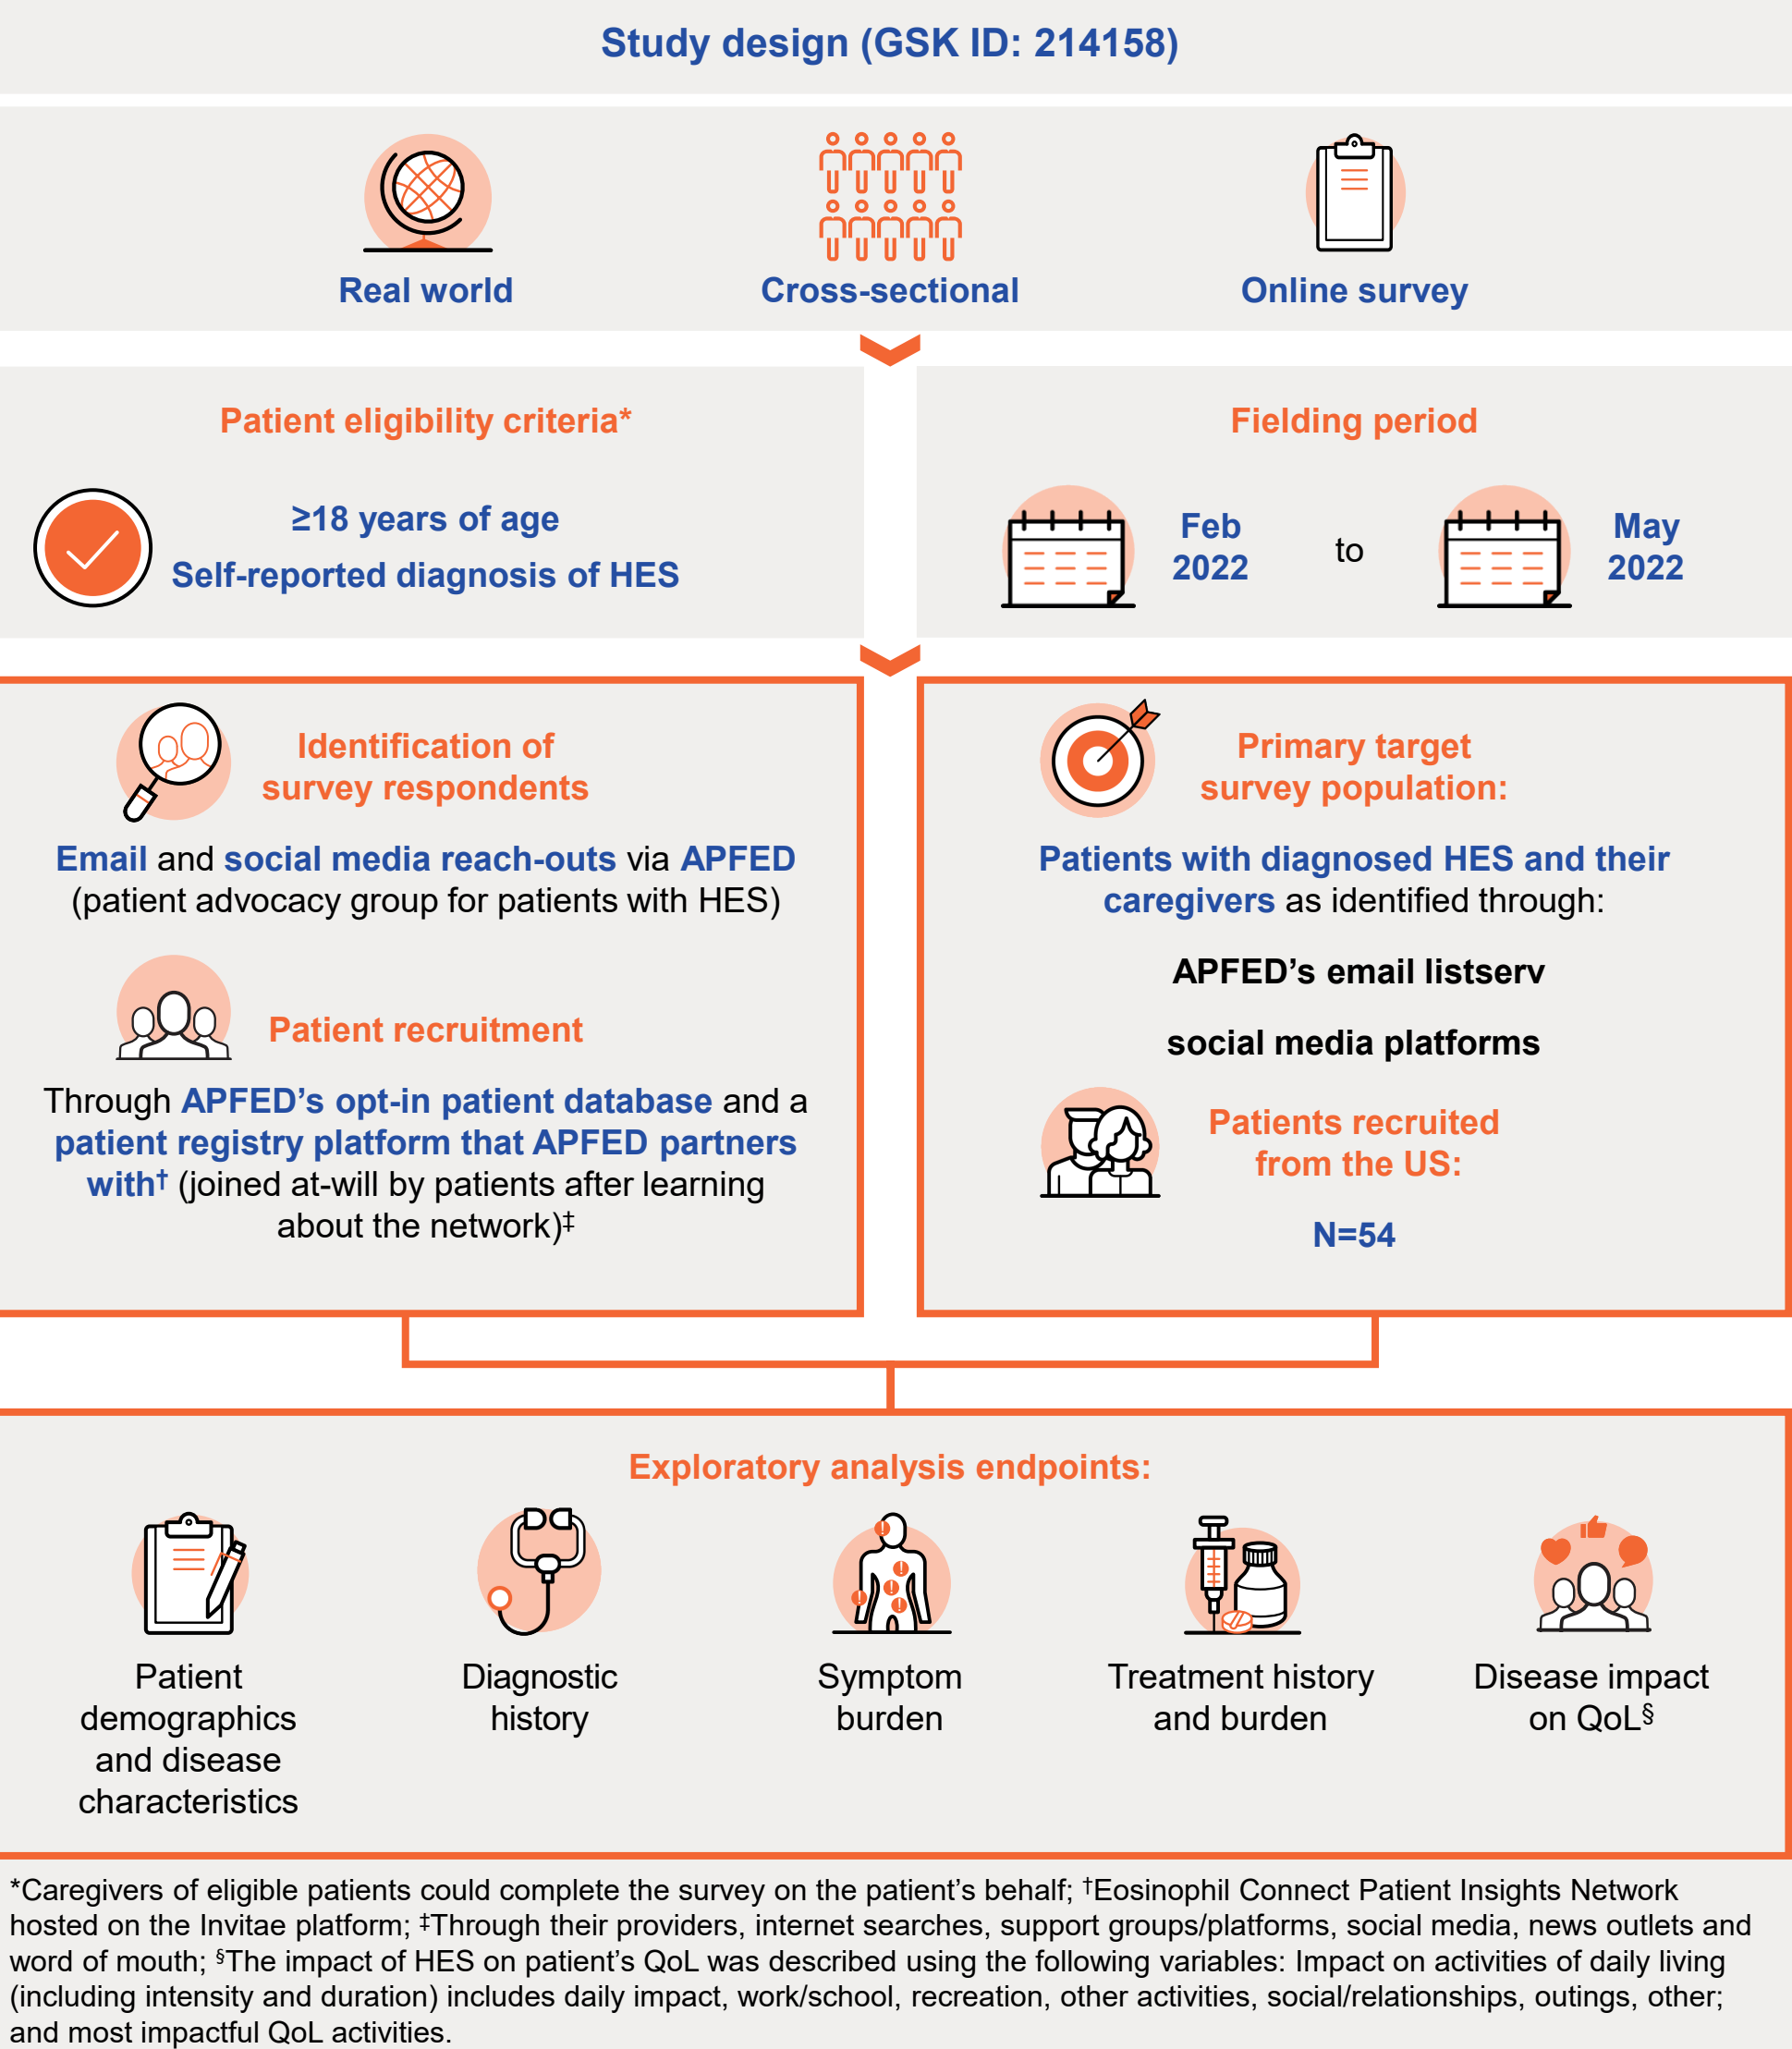 Study design (GSK ID: 214158)
Real world
Cross-sectional
Online survey
Patient eligibility criteria*
≥18 years of age
Self-reported diagnosis of HES
Fielding period
Feb
2022
to
May
2022
Identification of
survey respondents
Email and social media reach-outs via APFED
(patient advocacy group for patients with HES)
Patient recruitment
Through APFED’s opt-in patient database and a
patient registry platform that APFED partners
with† (joined at-will by patients after learning
about the network)‡
Primary target
survey population:
Patients with diagnosed HES and their
caregivers as identified through:
APFED’s email listserv
social media platforms
Patients recruited
from the US:
N=54
Exploratory analysis endpoints:
Patient
demographics
and disease
characteristics
Diagnostic
history
Symptom
burden
Treatment history
and burden
Disease impact
on QoL§
*Caregivers of eligible patients could complete the survey on the patient’s behalf; †Eosinophil Connect Patient Insights Network
hosted on the Invitae platform; ‡Through their providers, internet searches, support groups/platforms, social media, news outlets and
word of mouth; §The impact of HES on patient’s QoL was described using the following variables: Impact on activities of daily living
(including intensity and duration) includes daily impact, work/school, recreation, other activities, social/relationships, outings, other;
and most impactful QoL activities.